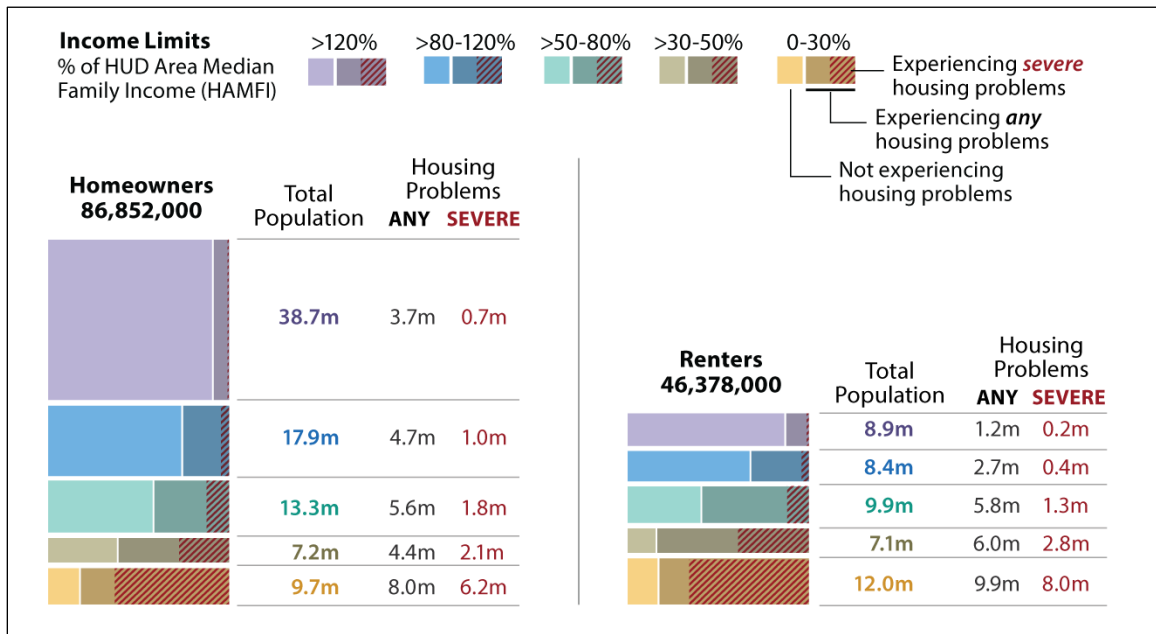 Income Limits
% of HUD Area Median
Family Income (HAMFI)
>120% >80-120% >50-80% >30-50% 0-30%
Experiencing severe
housing problems
Experiencing any
housing problems
Not experiencing
housing problems
Homeowners
86,852,000
Total
Population
Housing
Problems
ANY SEVERE
38.7m 3.7m 0.7m
17.9m 4.7m 1.0m
13.3m 5.6m 1.8m
7.2m 4.4m 2.1m
9.7m 8.0m 6.2m
Renters
46,378,000
Total
Population
Housing
Problems
ANY SEVERE
8.9m 1.2m 0.2m
8.4m 2.7m 0.4m
9.9m 5.8m 1.3m
7.1m 6.0m 2.8m
12.0m 9.9m 8.0m